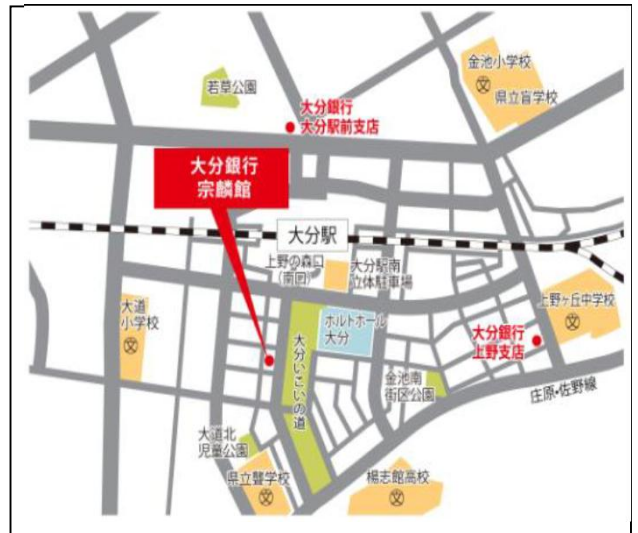 金池小学校
文
県立盲学校
若草公園
大分銀行
大分駅前支店
大分銀行
宗麟館
大分駅
上野の森口
(南口)
大分駅南
立体駐車場
大道
小学校
文
上野ヶ丘中学校
文
ホルトホール
大分
大分銀行
上野支店
大分いこいの道
金池南
街区公園
庄原・佐野線
大道北
児童公園
県立聾学校
文
楊志館高校
文